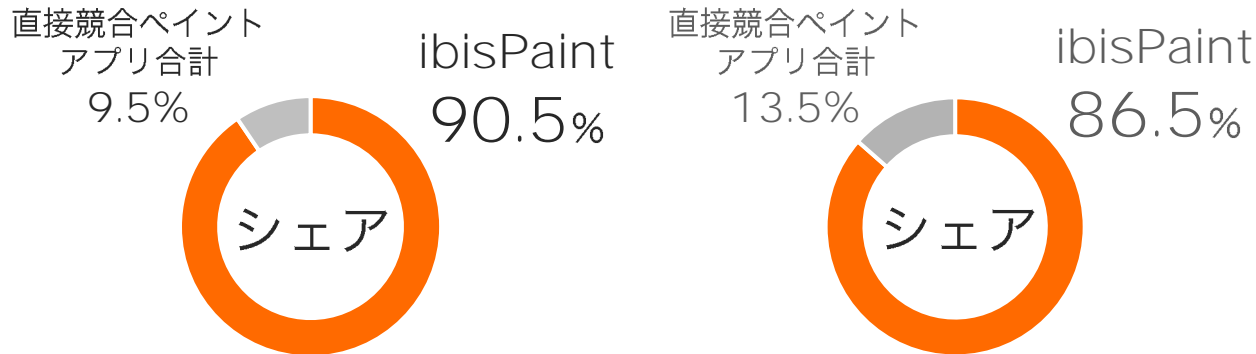 直接競合ペイント
アプリ合計
9.5%
ibisPaint
90.5%
シェア
直接競合ペイント
アプリ合計
13.5%
ibisPaint
86.5%
シェア